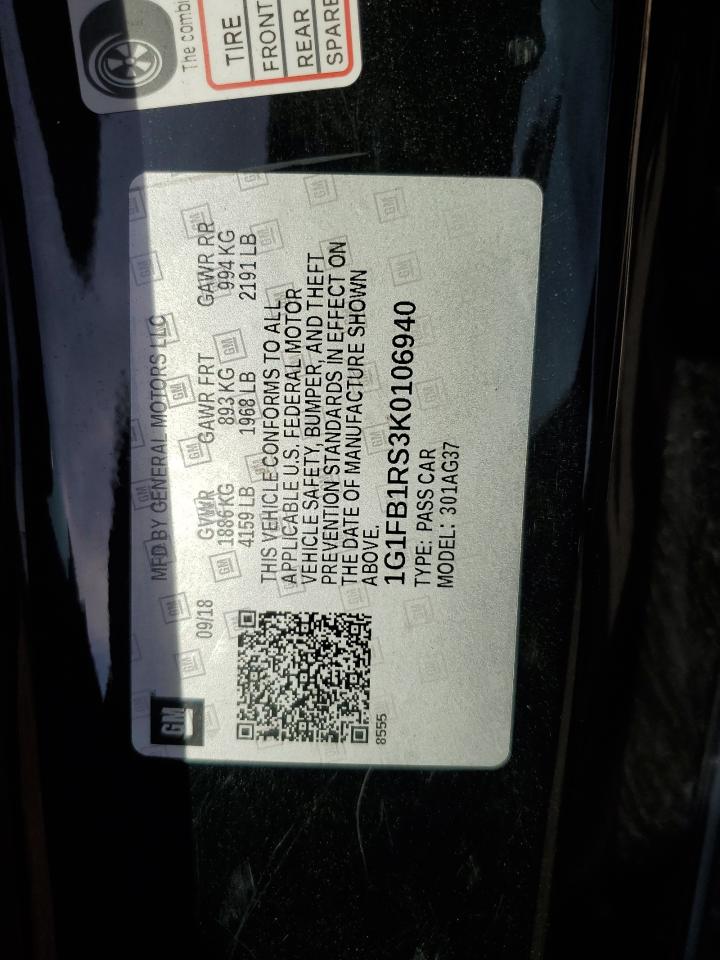 The combi
TIRE
FRONT
REAR
SPARE
GM
MFD BY GENERAL MOTORS LLC
09/18 GVWR GAWR FRT GAWR RR
1886 KG 893 KG 994 KG
4159 LB 1968 LB 2191 LB
THIS VEHICLE CONFORMS TO ALL
APPLICABLE U.S. FEDERAL MOTOR
VEHICLE SAFETY, BUMPER, AND THEFT
PREVENTION STANDARDS IN EFFECT ON
THE DATE OF MANUFACTURE SHOWN
ABOVE.
1G1FB1RS3K0106940
TYPE: PASS CAR
MODEL: 301AG37
8555